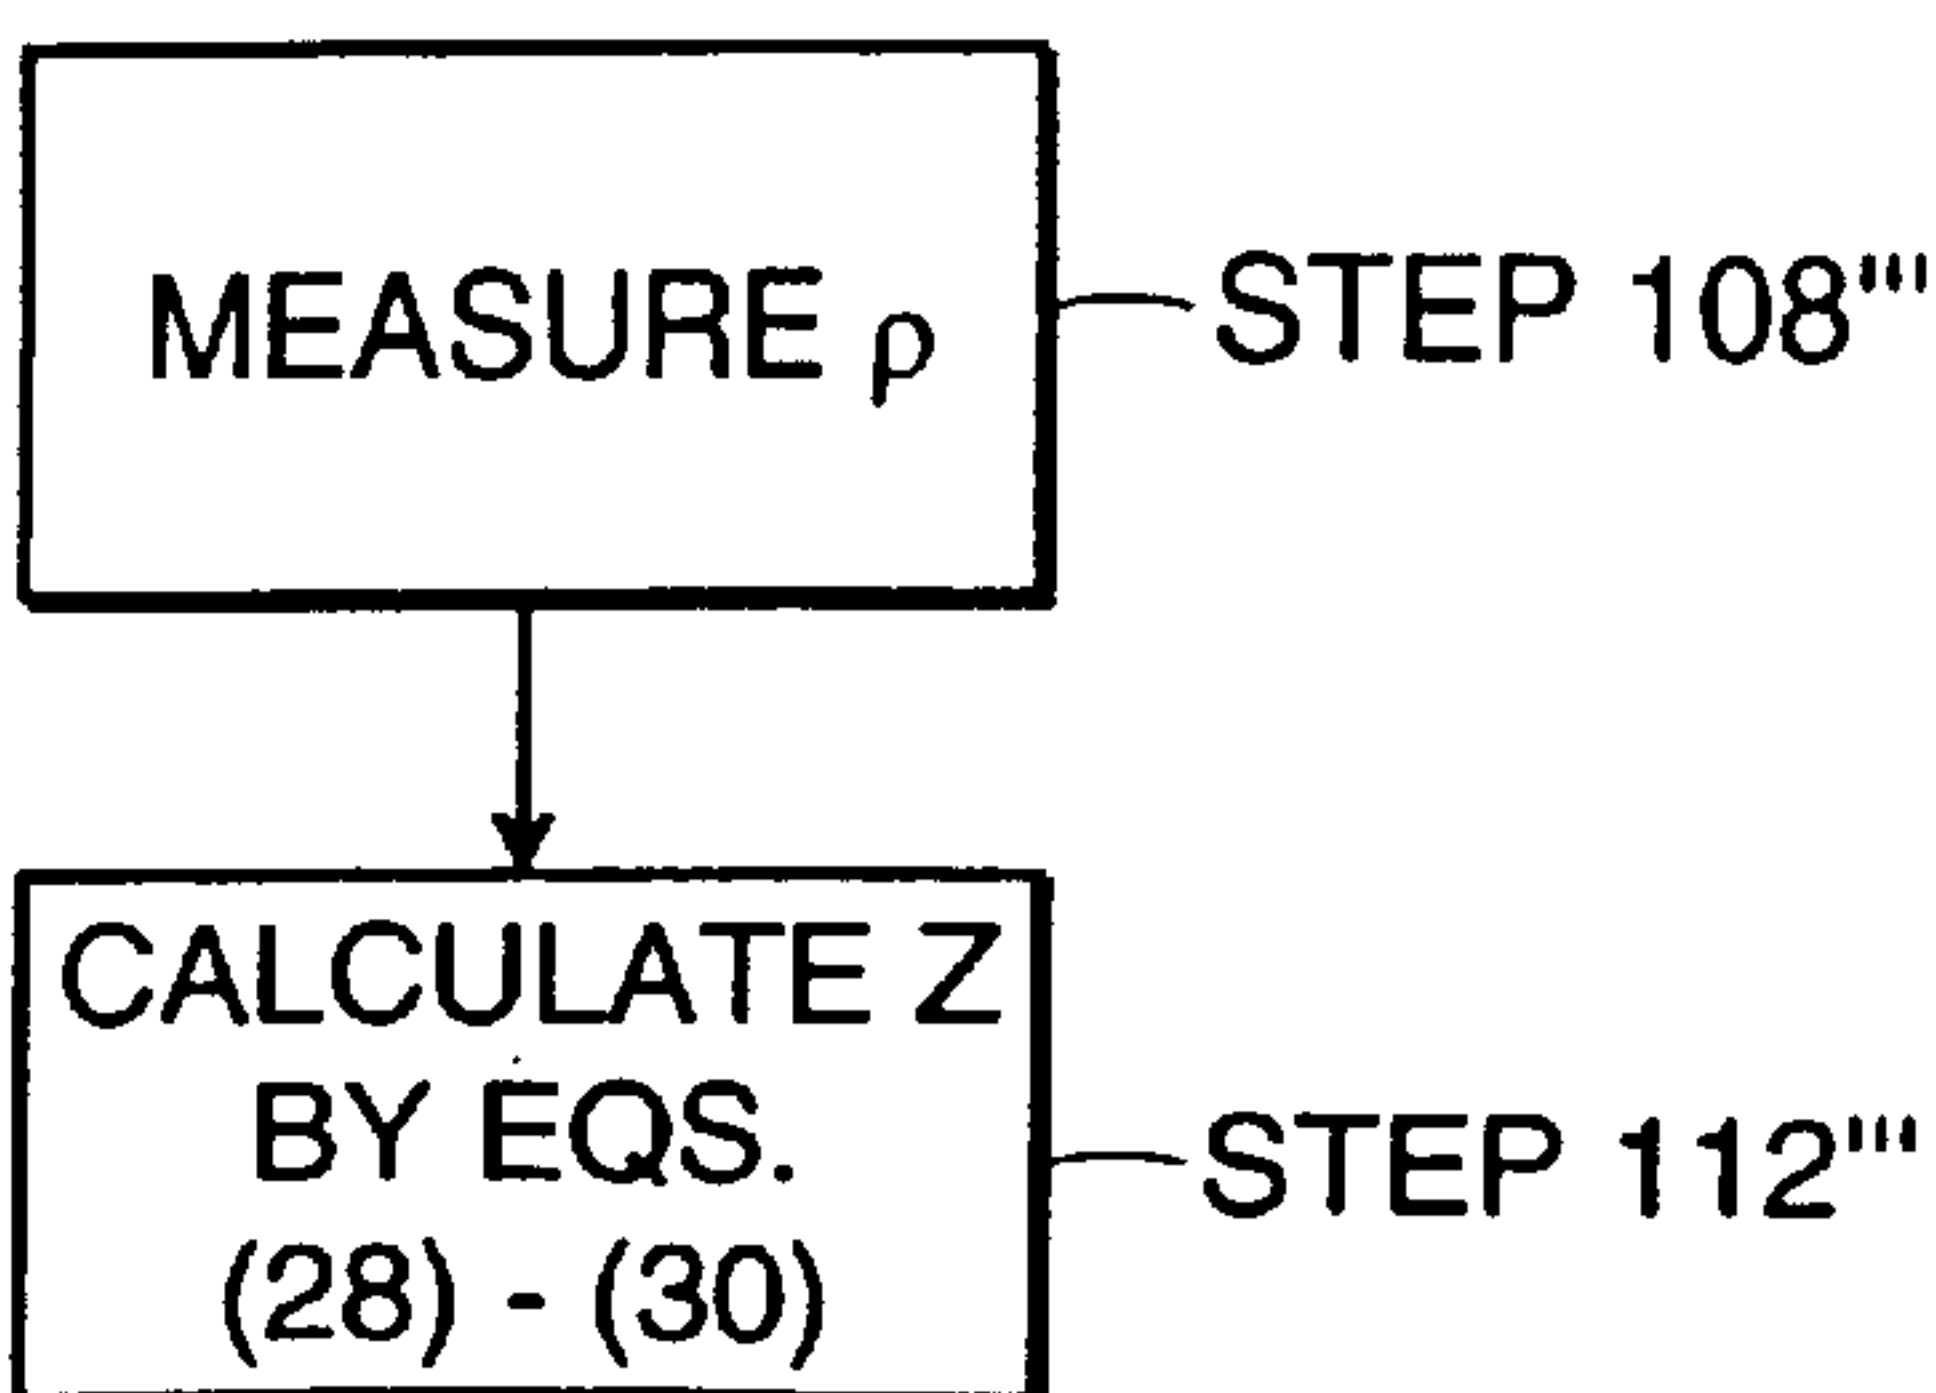 MEASURE ρ
STEP 108'''
CALCULATE Z
BY EQS.
(28) - (30)
STEP 112'''